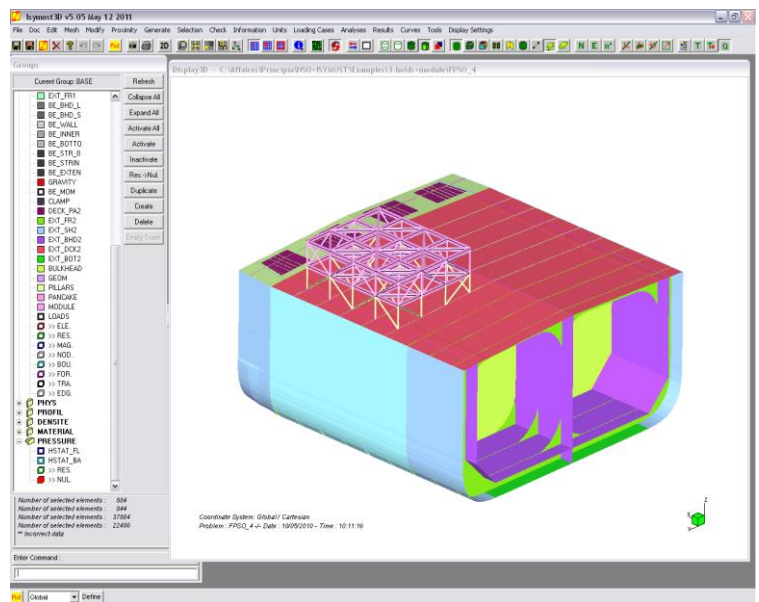 Isymost3D v5.05 May 12 2011
File Doc Edit Mesh Modify Proximity Generate Selection Check Information Units Loading Cases Analyses Results Curves Tools Display Settings
Groups
Current Group: BASE
Refresh
Collapse All
Expand All
Activate All
Activate
Inactivate
Res.->Nul.
Duplicate
Create
Delete
Empty Trash
EXT_FR1
BE_BHD_L
BE_BHD_S
BE_WALL
BE_INNER
BE_BOTTO
BE_STR_B
BE_STRIN
BE_EXTEN
GRAVITY
BE_MOM
CLAMP
DECK_PA2
EXT_FR2
EXT_SH2
EXT_BHD2
EXT_DCK2
EXT_BOT2
BULKHEAD
GEOM
PILLARS
PANCAKE
MODULE
LOADS
>> ELE.
>> RES.
>> MAG.
>> NOD.
>> BOU.
>> FOR.
>> TRA.
>> EDG.
PHYS
PROFIL
DENSITE
MATERIAL
PRESSURE
HSTAT_FL
HSTAT_BA
>> RES.
>> NUL.
Number of selected elements : 884
Number of selected elements : 844
Number of selected elements : 37804
Number of selected elements : 22486
** Incorrect data
Enter Command :
Plot Global Define
Display3D - C:\Affaires\Principia\NSO+ISYMOST\Examples\3-holds+module\FPSO_4
Coordinate System: Global / Cartesian
Problem : FPSO_4 -/- Date : 10/05/2010 - Time : 10:11:16